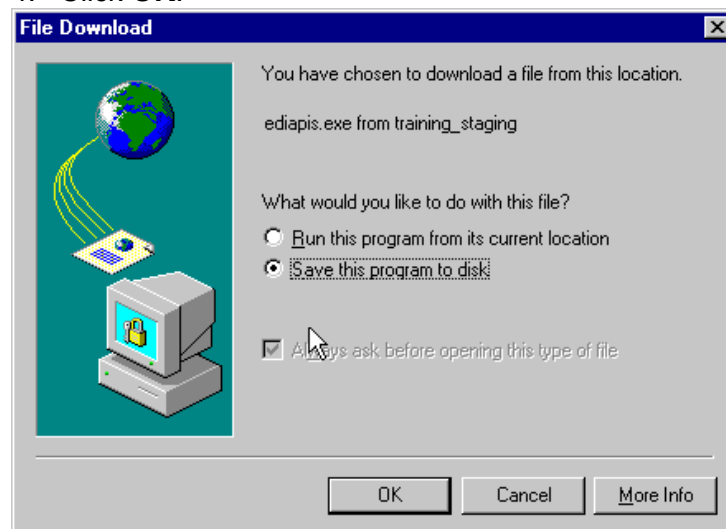 File Download
You have chosen to download a file from this location.
ediapis.exe from training_staging
What would you like to do with this file?
Run this program from its current location
Save this program to disk
Always ask before opening this type of file
OK Cancel More Info